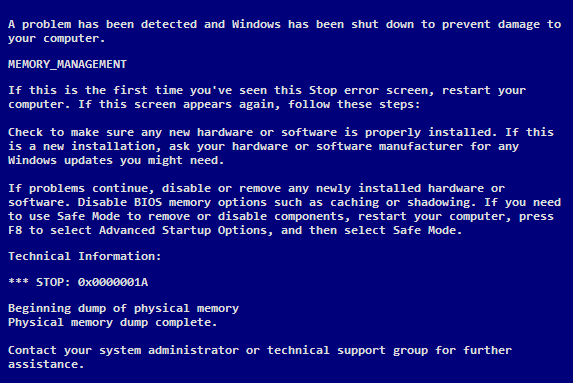 A problem has been detected and Windows has been shut down to prevent damage to
your computer.
MEMORY_MANAGEMENT
If this is the first time you've seen this Stop error screen, restart your
computer. If this screen appears again, follow these steps:
Check to make sure any new hardware or software is properly installed. If this
is a new installation, ask your hardware or software manufacturer for any
Windows updates you might need.
If problems continue, disable or remove any newly installed hardware or
software. Disable BIOS memory options such as caching or shadowing. If you need
to use Safe Mode to remove or disable components, restart your computer, press
F8 to select Advanced Startup Options, and then select Safe Mode.
Technical Information:
*** STOP: 0x0000001A
Beginning dump of physical memory
Physical memory dump complete.
Contact your system administrator or technical support group for further
assistance.